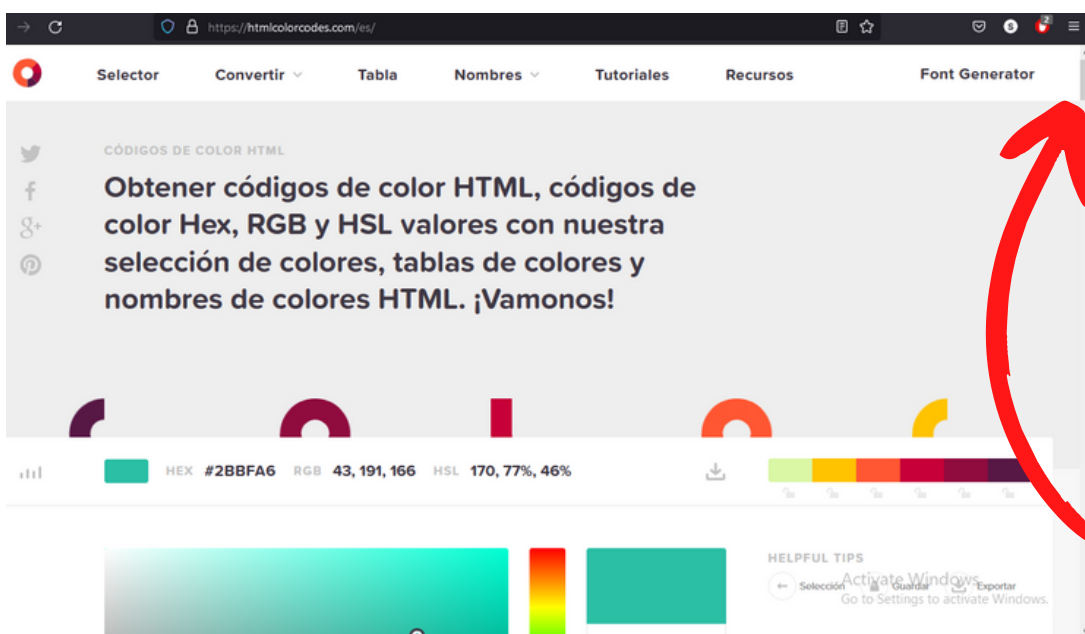 https://htmlcolorcodes.com/es/
S
2
Selector Convertir Tabla Nombres Tutoriales Recursos Font Generator
CÓDIGOS DE COLOR HTML
Obtener códigos de color HTML, códigos de
color Hex, RGB y HSL valores con nuestra
selección de colores, tablas de colores y
nombres de colores HTML. ¡Vamonos!
HEX #2BBFA6 RGB 43, 191, 166 HSL 170, 77%, 46%
HELPFUL TIPS
Selección Guardar Exportar
Activate Windows
Go to Settings to activate Windows.